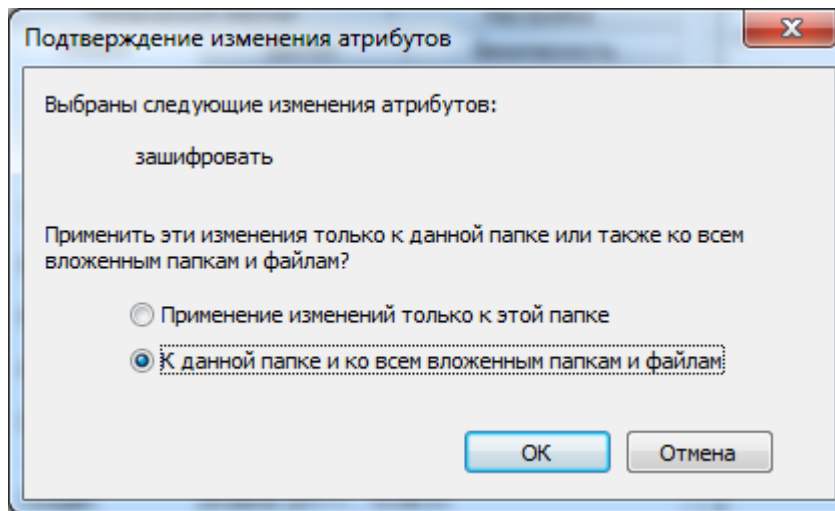 Подтверждение изменения атрибутов
Выбраны следующие изменения атрибутов:
зашифровать
Применить эти изменения только к данной папке или также ко всем
вложенным папкам и файлам?
Применение изменений только к этой папке
К данной папке и ко всем вложенным папкам и файлам
ОК
Отмена